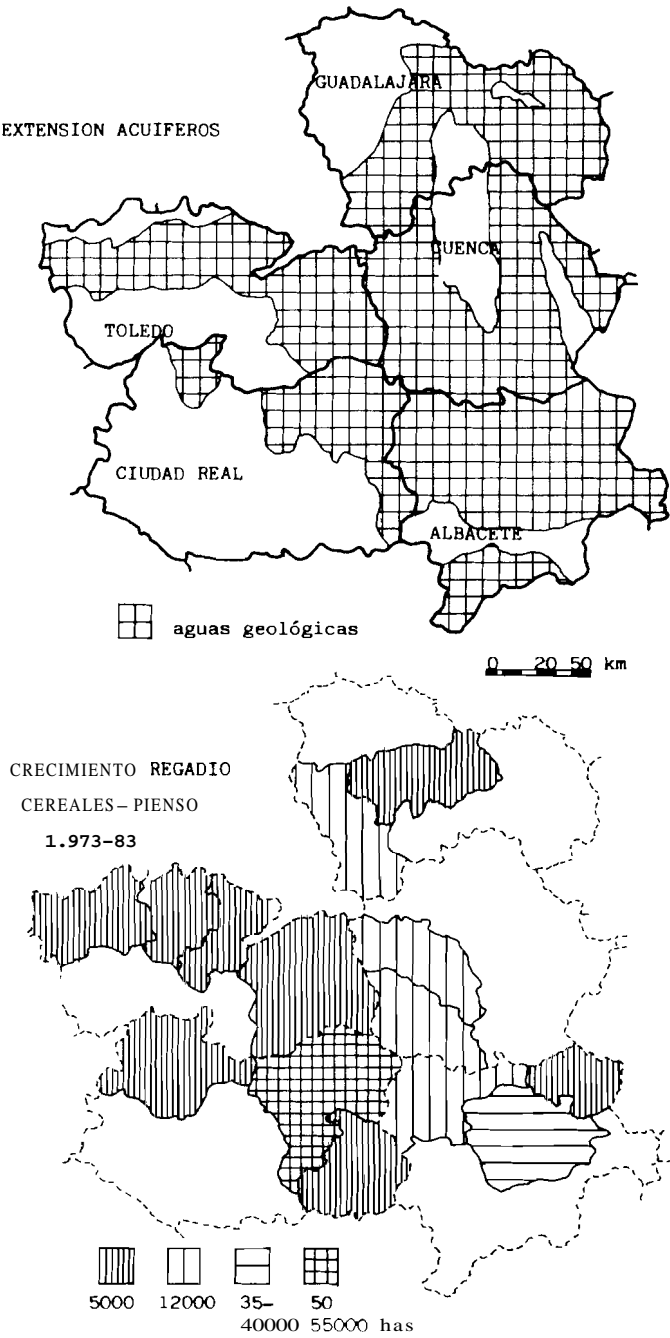 GUADALAJARA
EXTENSION ACUIFEROS
CUENCA
TOLEDO
CIUDAD REAL
ALBACETE
aguas geológicas
0 20 50 km
CRECIMIENTO REGADIO
CEREALES–PIENSO
1.973-83
5000 12000 35– 50
40000 55000 has